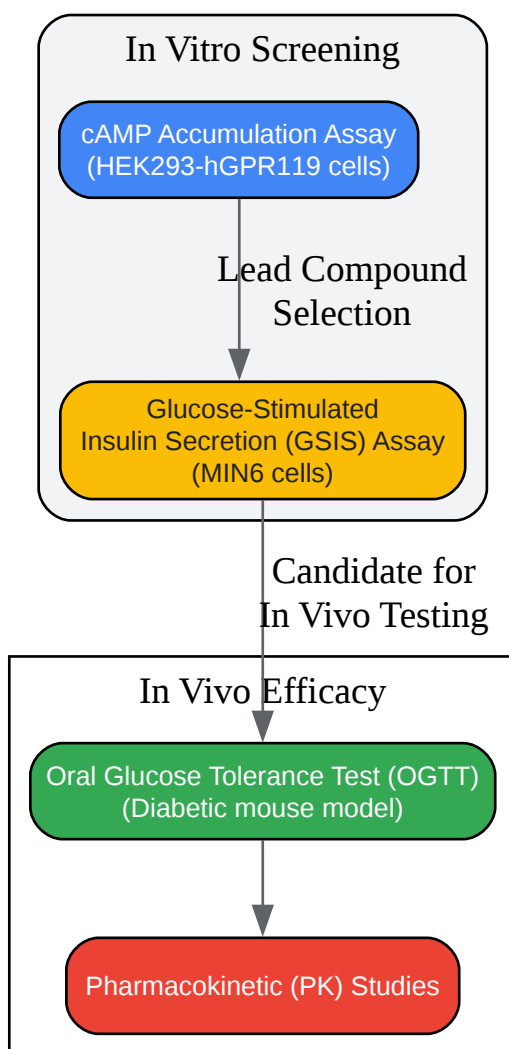 In Vitro Screening
cAMP Accumulation Assay
(HEK293-hGPR119 cells)
Lead Compound
Selection
Glucose-Stimulated
Insulin Secretion (GSIS) Assay
(MIN6 cells)
Candidate for
In Vivo Testing
In Vivo Efficacy
Oral Glucose Tolerance Test (OGTT)
(Diabetic mouse model)
Pharmacokinetic (PK) Studies